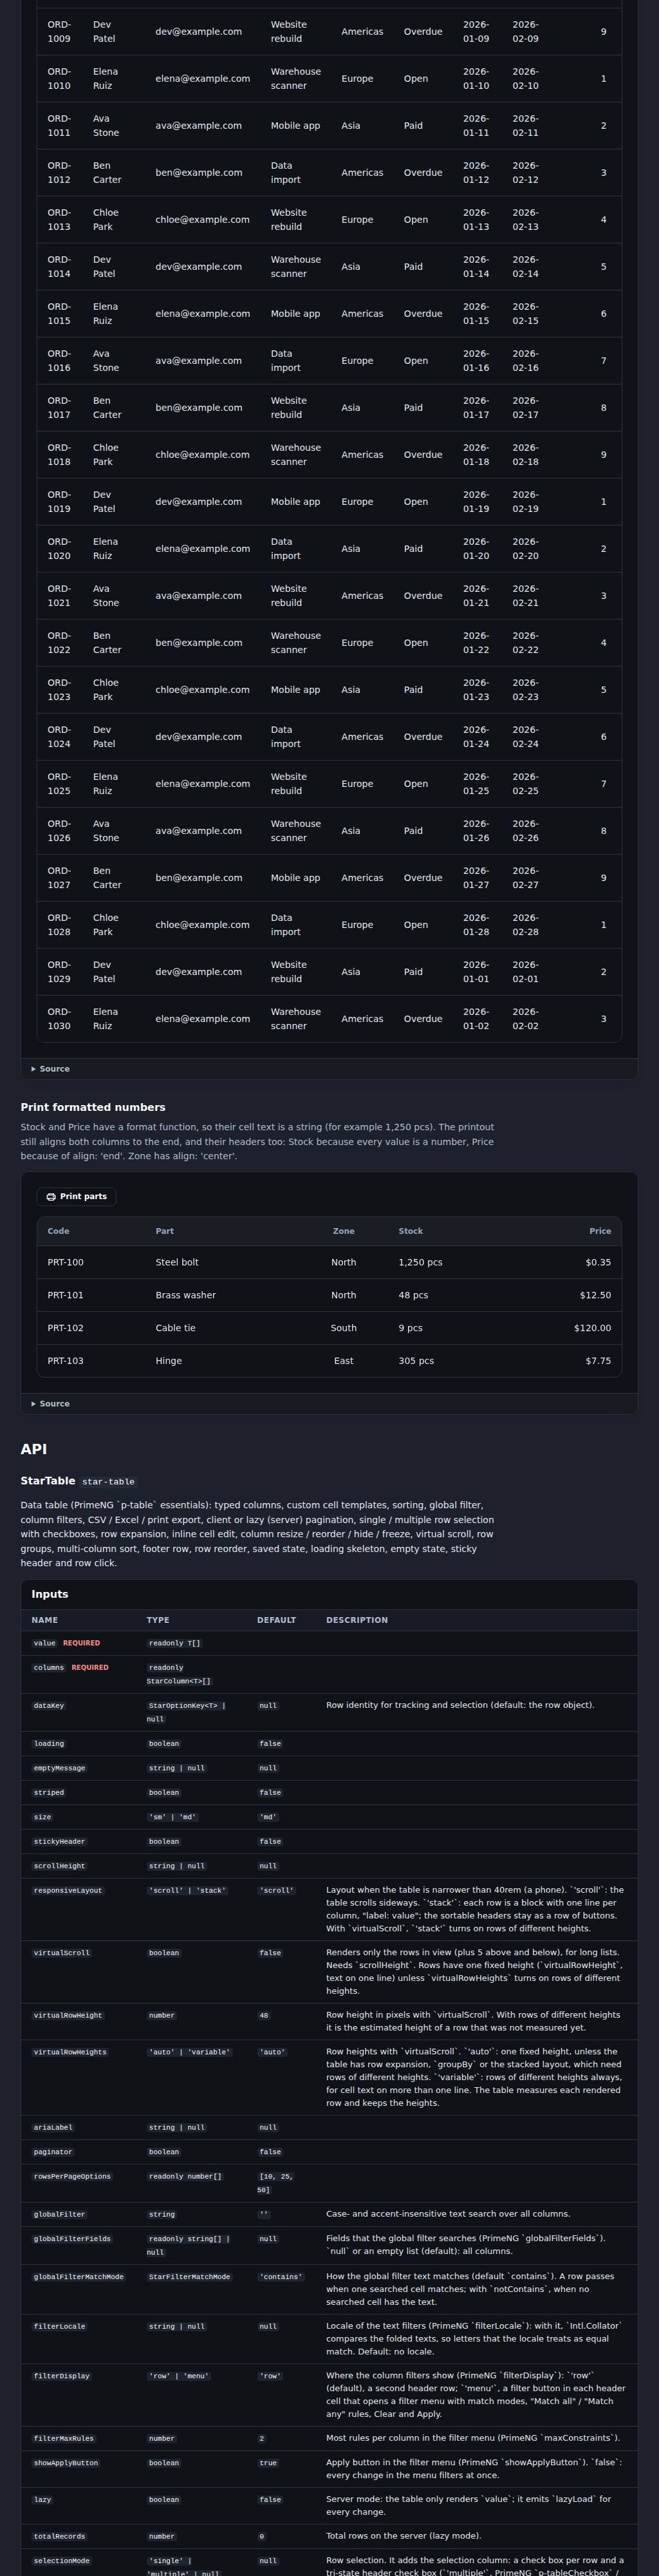 ORD-1009 Dev Patel dev@example.com Website rebuild Americas Overdue 2026-01-09 2026-02-09 9
ORD-1010 Elena Ruiz elena@example.com Warehouse scanner Europe Open 2026-01-10 2026-02-10 1
ORD-1011 Ava Stone ava@example.com Mobile app Asia Paid 2026-01-11 2026-02-11 2
ORD-1012 Ben Carter ben@example.com Data import Americas Overdue 2026-01-12 2026-02-12 3
ORD-1013 Chloe Park chloe@example.com Website rebuild Europe Open 2026-01-13 2026-02-13 4
ORD-1014 Dev Patel dev@example.com Warehouse scanner Asia Paid 2026-01-14 2026-02-14 5
ORD-1015 Elena Ruiz elena@example.com Mobile app Americas Overdue 2026-01-15 2026-02-15 6
ORD-1016 Ava Stone ava@example.com Data import Europe Open 2026-01-16 2026-02-16 7
ORD-1017 Ben Carter ben@example.com Website rebuild Asia Paid 2026-01-17 2026-02-17 8
ORD-1018 Chloe Park chloe@example.com Warehouse scanner Americas Overdue 2026-01-18 2026-02-18 9
ORD-1019 Dev Patel dev@example.com Mobile app Europe Open 2026-01-19 2026-02-19 1
ORD-1020 Elena Ruiz elena@example.com Data import Asia Paid 2026-01-20 2026-02-20 2
ORD-1021 Ava Stone ava@example.com Website rebuild Americas Overdue 2026-01-21 2026-02-21 3
ORD-1022 Ben Carter ben@example.com Warehouse scanner Europe Open 2026-01-22 2026-02-22 4
ORD-1023 Chloe Park chloe@example.com Mobile app Asia Paid 2026-01-23 2026-02-23 5
ORD-1024 Dev Patel dev@example.com Data import Americas Overdue 2026-01-24 2026-02-24 6
ORD-1025 Elena Ruiz elena@example.com Website rebuild Europe Open 2026-01-25 2026-02-25 7
ORD-1026 Ava Stone ava@example.com Warehouse scanner Asia Paid 2026-01-26 2026-02-26 8
ORD-1027 Ben Carter ben@example.com Mobile app Americas Overdue 2026-01-27 2026-02-27 9
ORD-1028 Chloe Park chloe@example.com Data import Europe Open 2026-01-28 2026-02-28 1
ORD-1029 Dev Patel dev@example.com Website rebuild Asia Paid 2026-01-01 2026-02-01 2
ORD-1030 Elena Ruiz elena@example.com Warehouse scanner Americas Overdue 2026-01-02 2026-02-02 3
Source
Print formatted numbers
Stock and Price have a format function, so their cell text is a string (for example 1,250 pcs). The printout
still aligns both columns to the end, and their headers too: Stock because every value is a number, Price
because of align: 'end'. Zone has align: 'center'.
Print parts
Code Part Zone Stock Price
PRT-100 Steel bolt North 1,250 pcs $0.35
PRT-101 Brass washer North 48 pcs $12.50
PRT-102 Cable tie South 9 pcs $120.00
PRT-103 Hinge East 305 pcs $7.75
Source
API
StarTable star-table
Data table (PrimeNG `p-table` essentials): typed columns, custom cell templates, sorting, global filter,
column filters, CSV / Excel / print export, client or lazy (server) pagination, single / multiple row selection
with checkboxes, row expansion, inline cell edit, column resize / reorder / hide / freeze, virtual scroll, row
groups, multi-column sort, footer row, row reorder, saved state, loading skeleton, empty state, sticky
header and row click.
Inputs
NAME TYPE DEFAULT DESCRIPTION
value REQUIRED readonly T[]
columns REQUIRED readonly
StarColumn<T>[]
dataKey StarOptionKey<T> | null null Row identity for tracking and selection (default: the row object).
loading boolean false
emptyMessage string | null null
striped boolean false
size 'sm' | 'md' 'md'
stickyHeader boolean false
scrollHeight string | null null
responsiveLayout 'scroll' | 'stack' 'scroll' Layout when the table is narrower than 40rem (a phone). `'scroll'`: the
table scrolls sideways. `'stack'`: each row is a block with one line per
column, "label: value"; the sortable headers stay as a row of buttons.
With `virtualScroll`, `'stack'` turns on rows of different heights.
virtualScroll boolean false Renders only the rows in view (plus 5 above and below), for long lists.
Needs `scrollHeight`. Rows have one fixed height (`virtualRowHeight`,
text on one line) unless `virtualRowHeights` turns on rows of different
heights.
virtualRowHeight number 48 Row height in pixels with `virtualScroll`. With rows of different heights
it is the estimated height of a row that was not measured yet.
virtualRowHeights 'auto' | 'variable' 'auto' Row heights with `virtualScroll`. `'auto'`: one fixed height, unless the
table has row expansion, `groupBy` or the stacked layout, which need
rows of different heights. `'variable'`: rows of different heights always,
for cell text on more than one line. The table measures each rendered
row and keeps the heights.
ariaLabel string | null null
paginator boolean false
rowsPerPageOptions readonly number[] [10, 25,
50]
globalFilter string '' Case- and accent-insensitive text search over all columns.
globalFilterFields readonly string[] | null null Fields that the global filter searches (PrimeNG `globalFilterFields`).
`null` or an empty list (default): all columns.
globalFilterMatchMode StarFilterMatchMode 'contains' How the global filter text matches (default `contains`). A row passes
when one searched cell matches; with `notContains`, when no
searched cell has the text.
filterLocale string | null null Locale of the text filters (PrimeNG `filterLocale`): with it, `Intl.Collator`
compares the folded texts, so letters that the locale treats as equal
match. Default: no locale.
filterDisplay 'row' | 'menu' 'row' Where the column filters show (PrimeNG `filterDisplay`): `'row'`
(default), a second header row; `'menu'`, a filter button in each header
cell that opens a filter menu with match modes, "Match all" / "Match
any" rules, Clear and Apply.
filterMaxRules number 2 Most rules per column in the filter menu (PrimeNG `maxConstraints`).
showApplyButton boolean true Apply button in the filter menu (PrimeNG `showApplyButton`). `false`:
every change in the menu filters at once.
lazy boolean false Server mode: the table only renders `value`; it emits `lazyLoad` for
every change.
totalRecords number 0 Total rows on the server (lazy mode).
selectionMode 'single' | 'multiple' | null null Row selection. It adds the selection column: a check box per row and a
tri-state header check box (`'multiple'`, PrimeNG `p-tableCheckbox` /